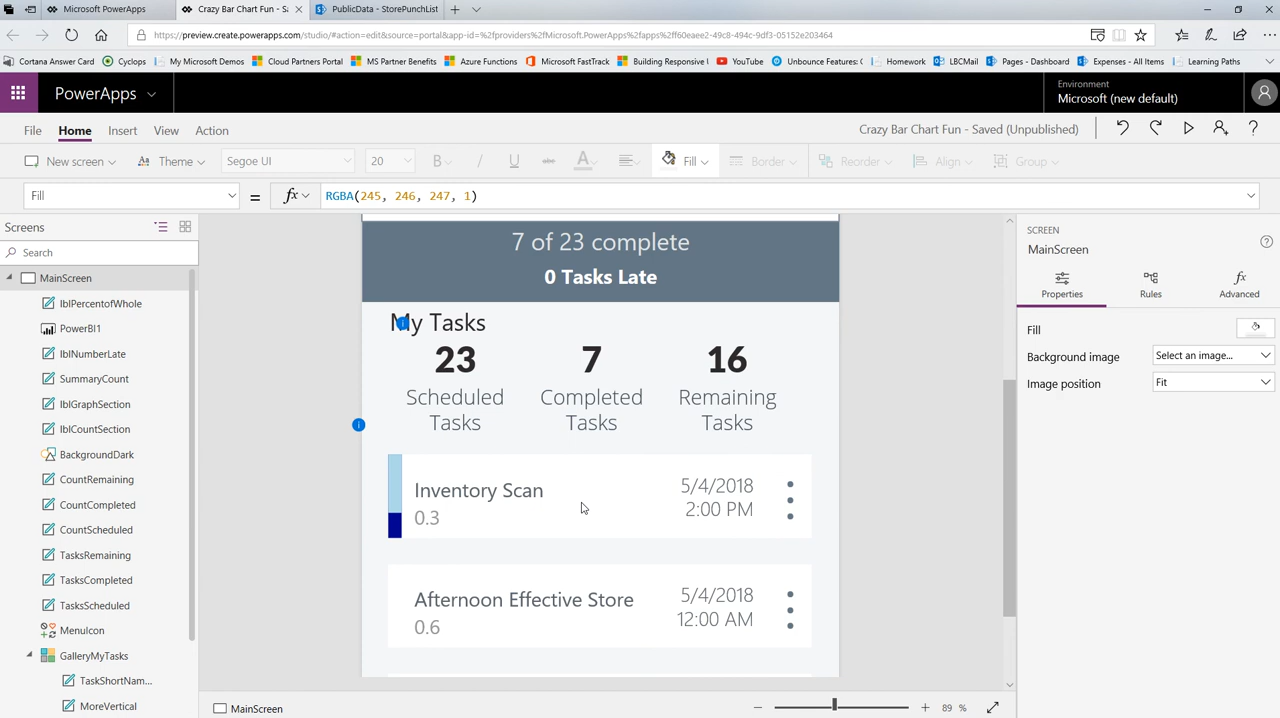 Microsoft PowerApps
Crazy Bar Chart Fun - Sa
PublicData - StorePunchList
https://preview.create.powerapps.com/studio/#action=edit&source=portal&app-id=%2fproviders%2fMicrosoft.PowerApps%2fapps%2ff60eaee2-49c8-494c-9df3-05152e203464
Cortana Answer Card
Cyclops
My Microsoft Demos
Cloud Partners Portal
MS Partner Benefits
Azure Functions
Microsoft FastTrack
Building Responsive
YouTube
Unbounce Features:
Homework
LBCMail
Pages - Dashboard
Expenses - All Items
Learning Paths
PowerApps
Environment
Microsoft (new default)
File
Home
Insert
View
Action
Crazy Bar Chart Fun - Saved (Unpublished)
New screen
Theme
Segoe UI
20
B
/
U
abc
A
Fill
Border
Reorder
Align
Group
Fill
=
fx
RGBA(245, 246, 247, 1)
Screens
Search
MainScreen
lblPercentofWhole
PowerBI1
lblNumberLate
SummaryCount
lblGraphSection
lblCountSection
BackgroundDark
CountRemaining
CountCompleted
CountScheduled
TasksRemaining
TasksCompleted
TasksScheduled
MenuIcon
GalleryMyTasks
TaskShortNam...
MoreVertical
7 of 23 complete
0 Tasks Late
My Tasks
23
7
16
Scheduled Tasks
Completed Tasks
Remaining Tasks
Inventory Scan
0.3
5/4/2018
2:00 PM
Afternoon Effective Store
0.6
5/4/2018
12:00 AM
SCREEN
MainScreen
Properties
Rules
Advanced
Fill
Background image
Select an image...
Image position
Fit
MainScreen
89 %